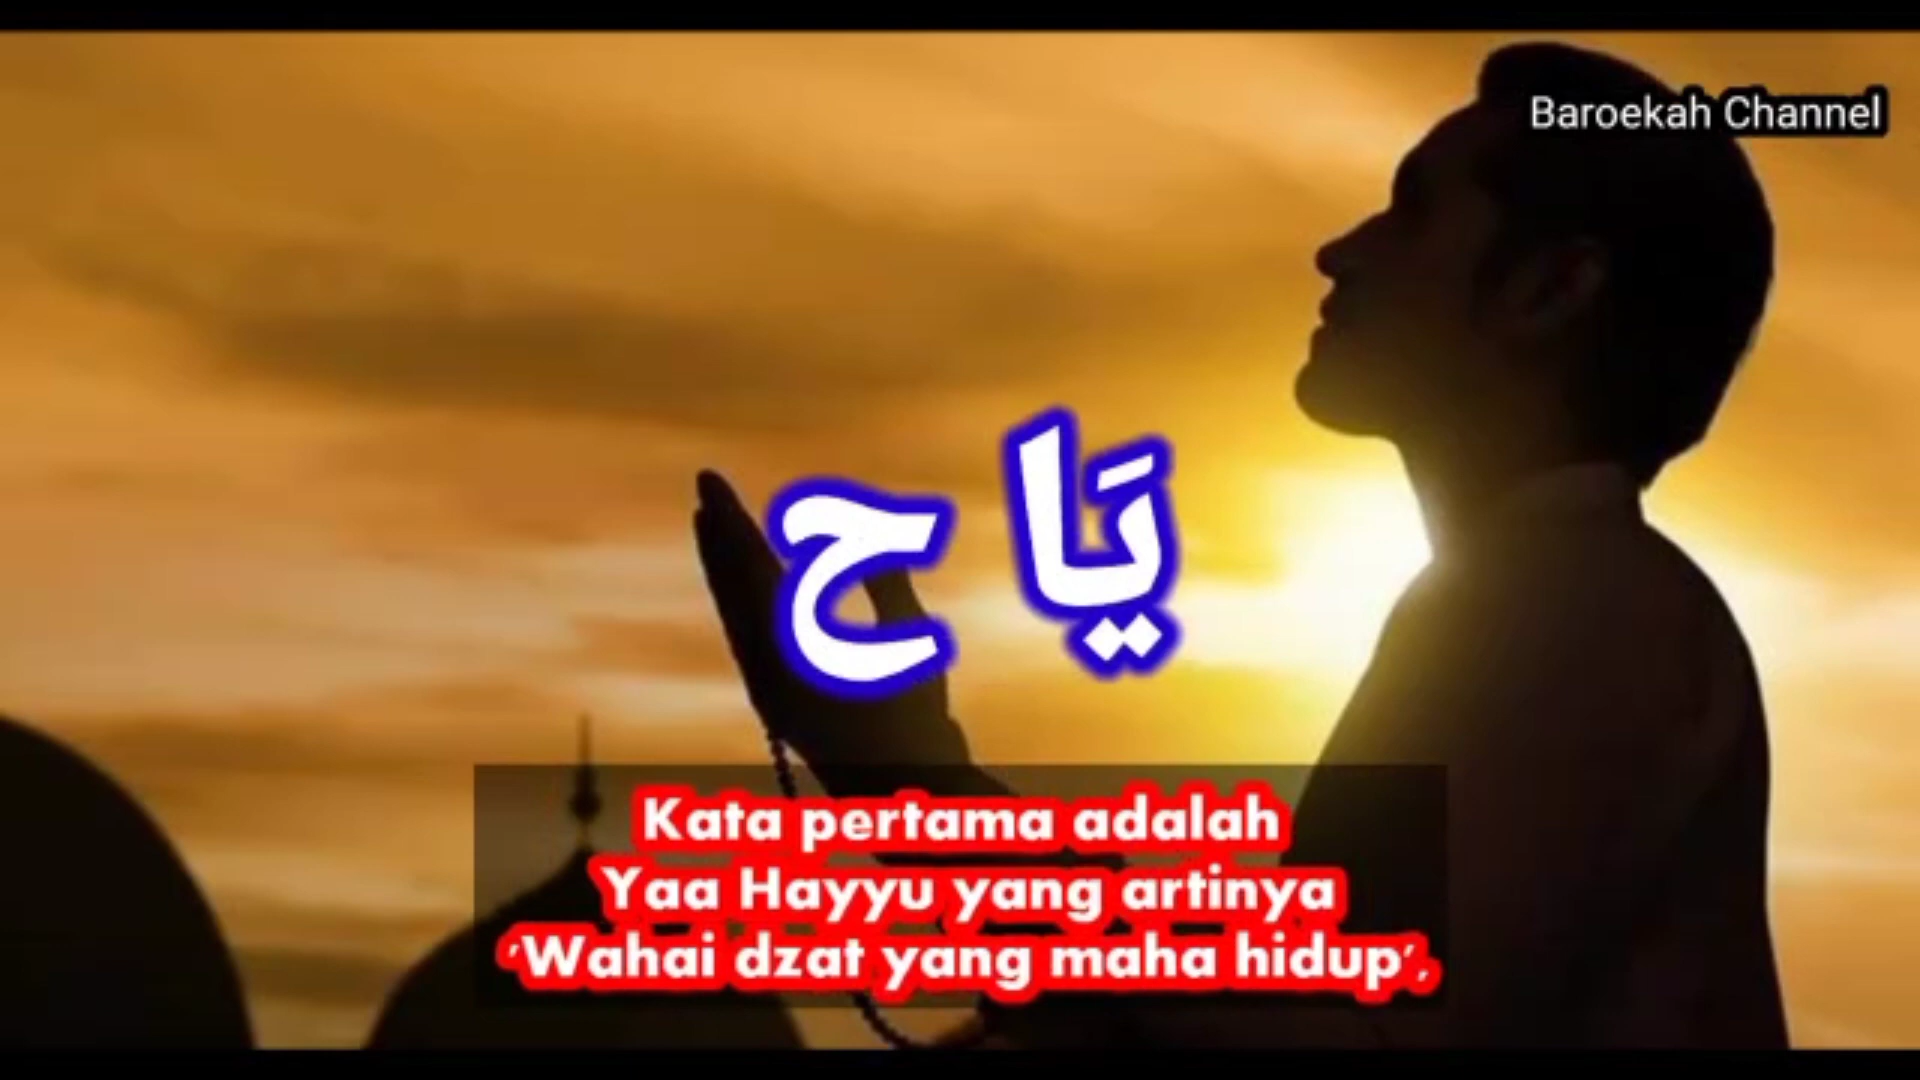 Baroekah Channel
يَا ح
Kata pertama adalah
Yaa Hayyu yang artinya
'Wahai dzat yang maha hidup',